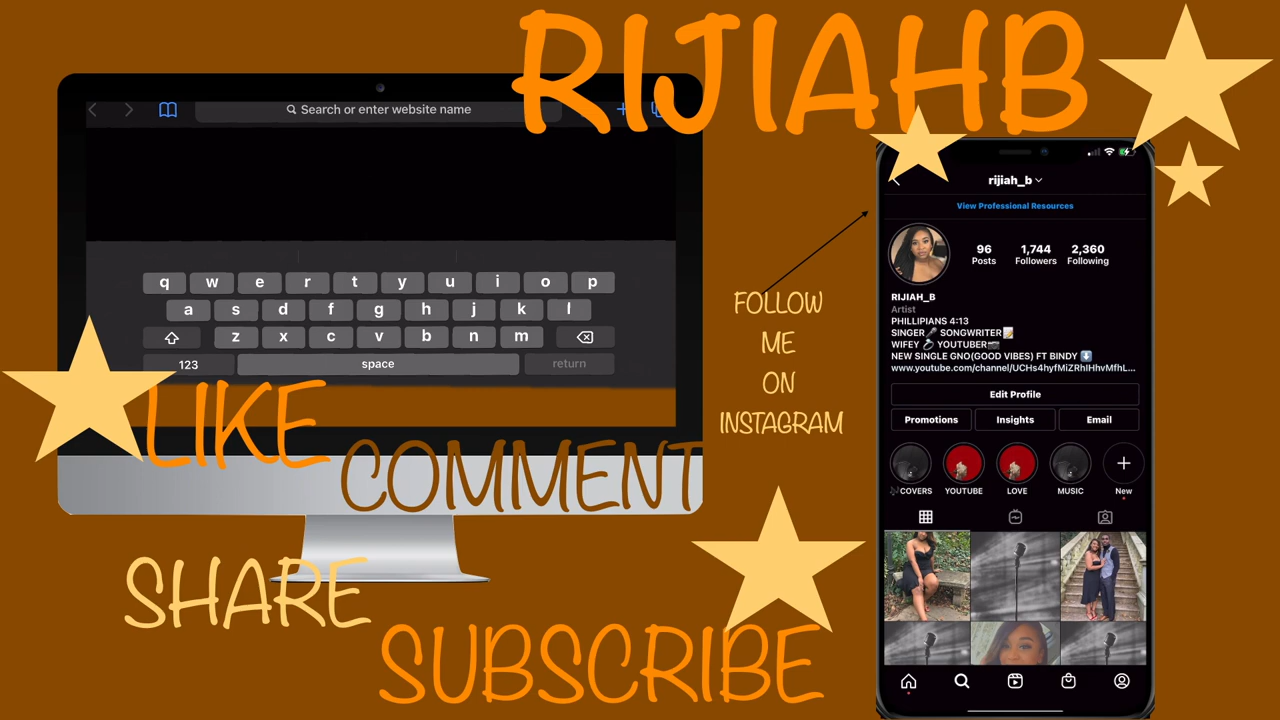 RIJIAHB
Search or enter website name
q w e r t y u i o p
a s d f g h j k l
z x c v b n m
123 space return
LIKE
COMMENT
SHARE
SUBSCRIBE
FOLLOW
ME
ON
INSTAGRAM
rijiah_b
View Professional Resources
96 1,744 2,360
Posts Followers Following
RIJIAH_B
Artist
PHILLIPIANS 4:13
SINGER🎤 SONGWRITER📝
WIFEY 💍 YOUTUBER📷
NEW SINGLE GNO(GOOD VIBES) FT BINDY ⬇️
www.youtube.com/channel/UCHs4hyfMiZRhIHhvMfhL...
Edit Profile
Promotions Insights Email
🎶COVERS YOUTUBE LOVE MUSIC New